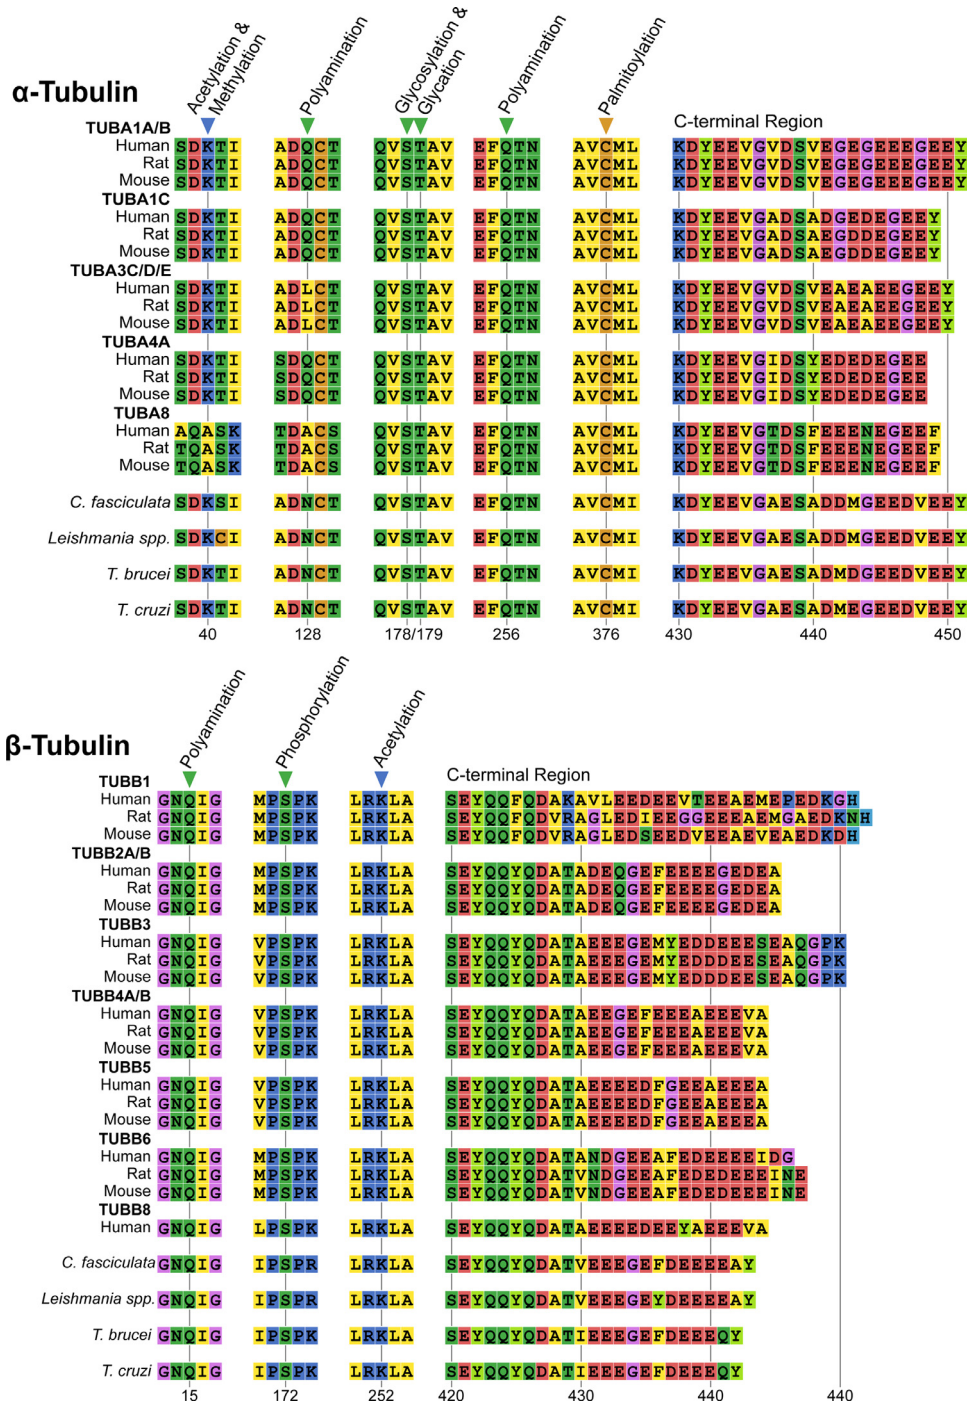 Acetylation &
Methylation
Polyamination
Glycosylation &
Glycation
Polyamination
Palmitoylation
α-Tubulin
C-terminal Region
TUBA1A/B
Human SDKTI ADQCT QVSTAV EFQTN AVCML KDYEEVGVDSVEGEGEEEGEEY
Rat SDKTI ADQCT QVSTAV EFQTN AVCML KDYEEVGVDSVEGEGEEEGEEY
Mouse SDKTI ADQCT QVSTAV EFQTN AVCML KDYEEVGVDSVEGEGEEEGEEY
TUBA1C
Human SDKTI ADQCT QVSTAV EFQTN AVCML KDYEEVGADSADGEDEGEEY
Rat SDKTI ADQCT QVSTAV EFQTN AVCML KDYEEVGADSAEGDDEGEEY
Mouse SDKTI ADQCT QVSTAV EFQTN AVCML KDYEEVGADSAEGDDEGEEY
TUBA3C/D/E
Human SDKTI ADLCT QVSTAV EFQTN AVCML KDYEEVGVDSVEAEAEEGEEY
Rat SDKTI ADLCT QVSTAV EFQTN AVCML KDYEEVGVDSVEAEAEEGEEY
Mouse SDKTI ADLCT QVSTAV EFQTN AVCML KDYEEVGVDSVEAEAEEGEEY
TUBA4A
Human SDKTI SDQCT QVSTAV EFQTN AVCML KDYEEVGIDSYEDEDEGEE
Rat SDKTI SDQCT QVSTAV EFQTN AVCML KDYEEVGIDSYEDEDEGEE
Mouse SDKTI SDQCT QVSTAV EFQTN AVCML KDYEEVGIDSYEDEDEGEE
TUBA8
Human AQASK TDACS QVSTAV EFQTN AVCML KDYEEVGTDSFEEENEGEEF
Rat TQASK TDACS QVSTAV EFQTN AVCML KDYEEVGTDSFEEENEGEEF
Mouse TQASK TDACS QVSTAV EFQTN AVCML KDYEEVGTDSFEEENEGEEF
C. fasciculata SDKSI ADNCT QVSTAV EFQTN AVCMI KDYEEVGAESADDMGEEDVEEY
Leishmania spp. SDKCI ADNCT QVSTAV EFQTN AVCMI KDYEEVGAESADDMGEEDVEEY
T. brucei SDKTI ADNCT QVSTAV EFQTN AVCMI KDYEEVGAESADMDGEEDVEEY
T. cruzi SDKTI ADNCT QVSTAV EFQTN AVCMI KDYEEVGAESADMEGEEDVEEY
40 128 178/179 256 376 430 440 450
Polyamination
Phosphorylation
Acetylation
β-Tubulin
C-terminal Region
TUBB1
Human GNQIG MPSPK LRKLA SEYQQFQDAKAVLEEDEEVTEEAEMEPEDKGH
Rat GNQIG MPSPK LRKLA SEYQQFQDVRAGLEDIEEGGEEEAEMGAEDKNH
Mouse GNQIG MPSPK LRKLA SEYQQFQDVRAGLEDSEEDVEEAEVEAEDKDH
TUBB2A/B
Human GNQIG MPSPK LRKLA SEYQQYQDATADEQGEFEEEEGEDEA
Rat GNQIG MPSPK LRKLA SEYQQYQDATADEQGEFEEEEGEDEA
Mouse GNQIG MPSPK LRKLA SEYQQYQDATADEQGEFEEEEGEDEA
TUBB3
Human GNQIG VPSPK LRKLA SEYQQYQDATAEEEGEMYEDDEEESEAQGPK
Rat GNQIG VPSPK LRKLA SEYQQYQDATAEEEGEMYEDDDEESEAQGPK
Mouse GNQIG VPSPK LRKLA SEYQQYQDATAEEEGEMYEDDDEESEAQGPK
TUBB4A/B
Human GNQIG VPSPK LRKLA SEYQQYQDATAEEGEFEEEAEEEVA
Rat GNQIG VPSPK LRKLA SEYQQYQDATAEEGEFEEEAEEEVA
Mouse GNQIG VPSPK LRKLA SEYQQYQDATAEEGEFEEEAEEEVA
TUBB5
Human GNQIG VPSPK LRKLA SEYQQYQDATAEEEEDFGEEAEEEA
Rat GNQIG VPSPK LRKLA SEYQQYQDATAEEEEDFGEEAEEEA
Mouse GNQIG VPSPK LRKLA SEYQQYQDATAEEEEDFGEEAEEEA
TUBB6
Human GNQIG MPSPK LRKLA SEYQQYQDATANDGEEAFEDEEEEIDG
Rat GNQIG MPSPK LRKLA SEYQQYQDATVNDGEEAFEDEDEEEINE
Mouse GNQIG MPSPK LRKLA SEYQQYQDATVNDGEEAFEDEDEEEINE
TUBB8
Human GNQIG LPSPK LRKLA SEYQQYQDATAEEEEDEEYAEEEVA
C. fasciculata GNQIG IPSPR LRKLA SEYQQYQDATVEEEGEFDEEEEAY
Leishmania spp. GNQIG IPSPR LRKLA SEYQQYQDATVEEEGEYDEEEEAY
T. brucei GNQIG IPSPK LRKLA SEYQQYQDATIEEEGEFDEEEQY
T. cruzi GNQIG IPSPK LRKLA SEYQQYQDATIEEEGEFDEEEQY
15 172 252 420 430 440 440